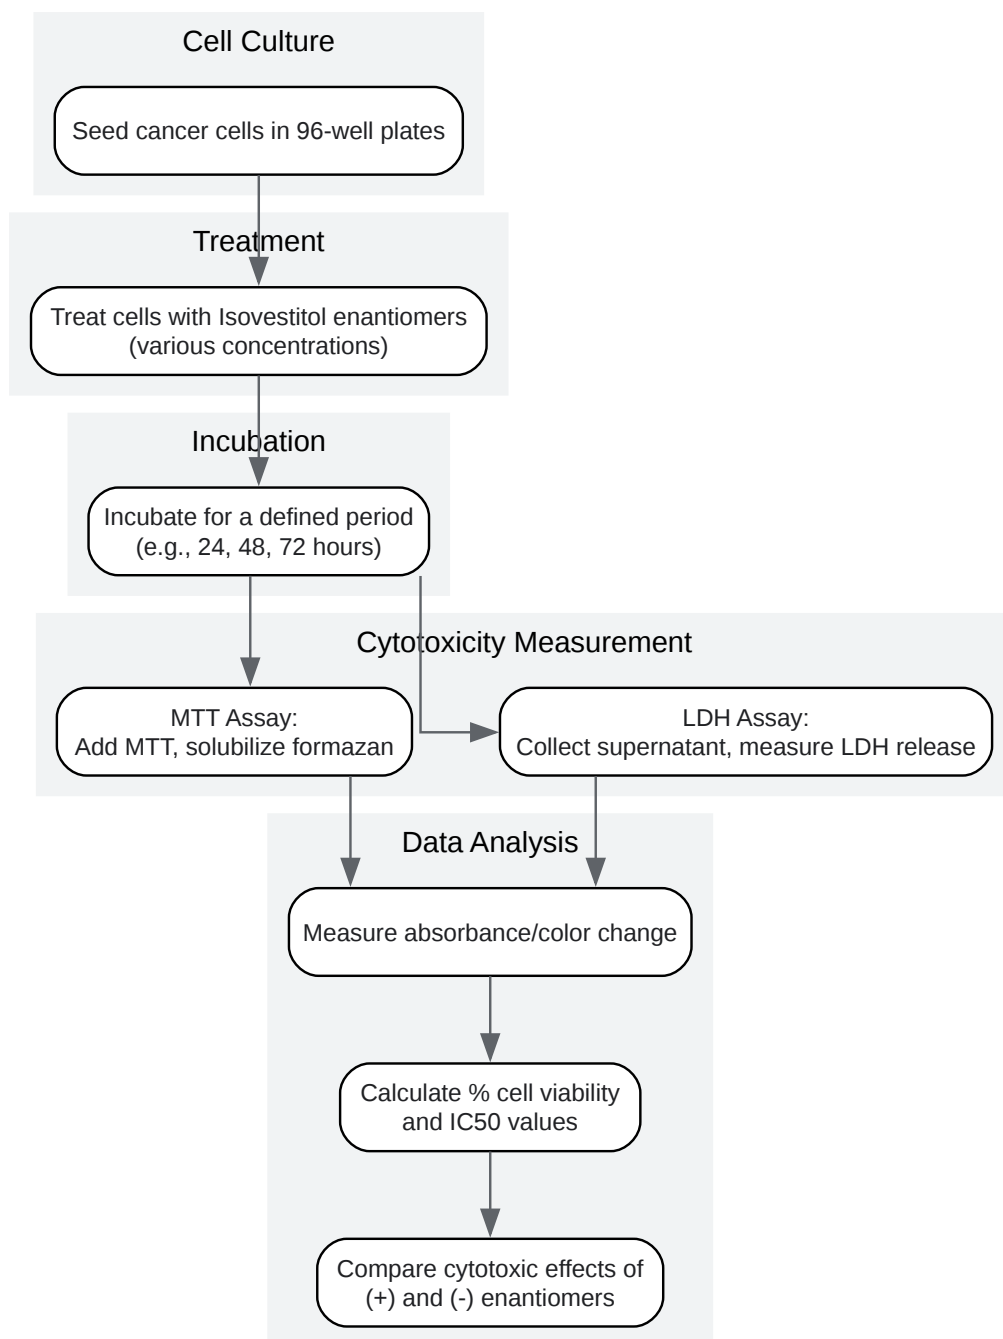 Cell Culture
Seed cancer cells in 96-well plates
Treatment
Treat cells with Isovestitol enantiomers
(various concentrations)
Incubation
Incubate for a defined period
(e.g., 24, 48, 72 hours)
Cytotoxicity Measurement
MTT Assay:
Add MTT, solubilize formazan
LDH Assay:
Collect supernatant, measure LDH release
Data Analysis
Measure absorbance/color change
Calculate % cell viability
and IC50 values
Compare cytotoxic effects of
(+) and (-) enantiomers